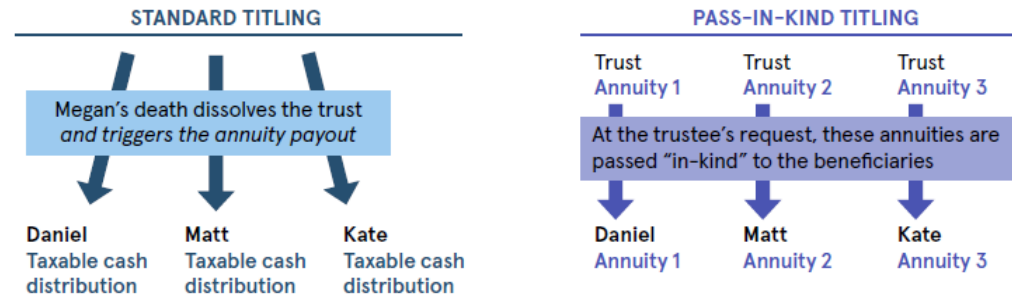 STANDARD TITLING
Megan's death dissolves the trust
and triggers the annuity payout
Daniel
Taxable cash
distribution
Matt
Taxable cash
distribution
Kate
Taxable cash
distribution
PASS-IN-KIND TITLING
Trust
Annuity 1
Trust
Annuity 2
Trust
Annuity 3
At the trustee's request, these annuities are
passed “in-kind” to the beneficiaries
Daniel
Annuity 1
Matt
Annuity 2
Kate
Annuity 3